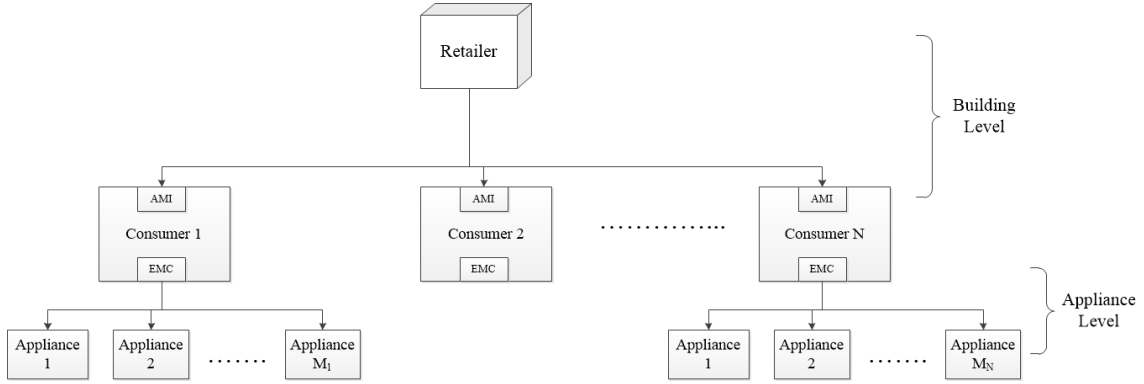 Retailer
Building
Level
AMI
AMI
AMI
Consumer 1
Consumer 2
……………...
Consumer N
EMC
EMC
EMC
Appliance
Level
Appliance
1
Appliance
2
…….
Appliance
M₁
Appliance
1
Appliance
2
…….
Appliance
M_N